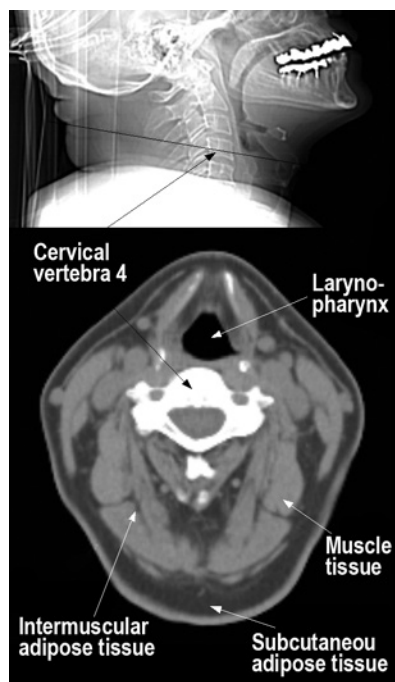 Cervical
vertebra 4
Laryno-
pharynx
Muscle
tissue
Intermuscular
adipose tissue
Subcutaneou
adipose tissue